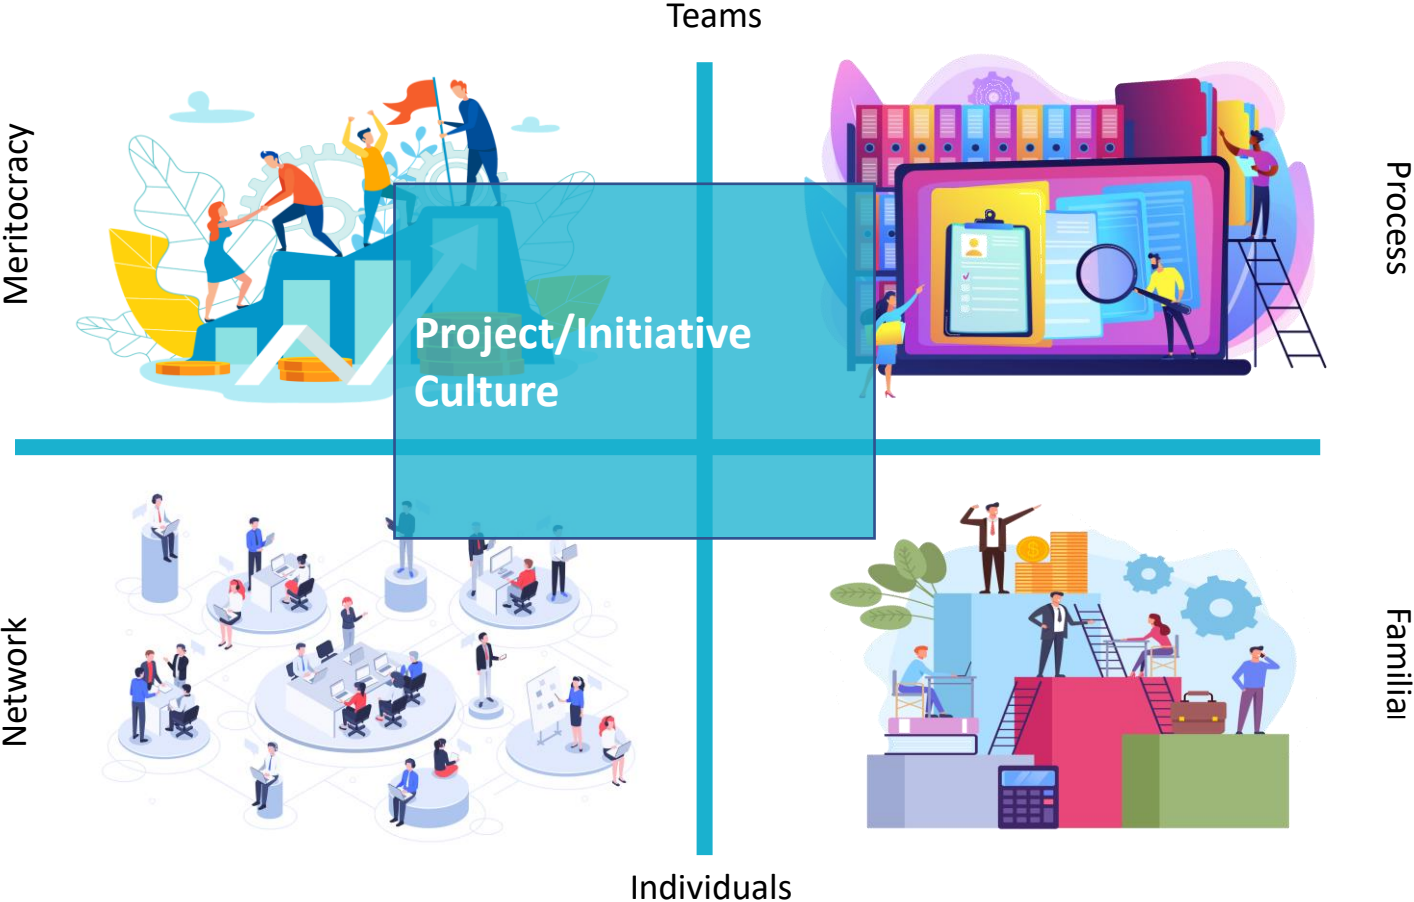 Teams
Meritocracy
Process
Project/Initiative
Culture
Network
Familial
Individuals